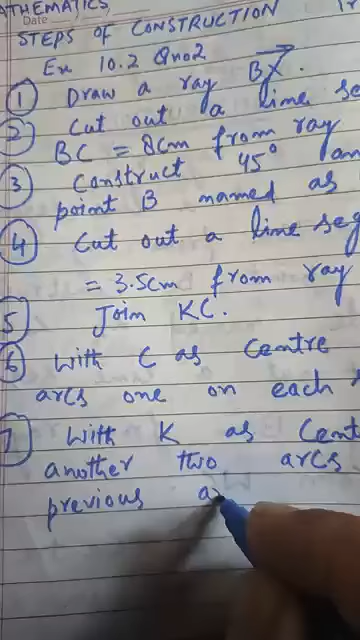 MATHEMATICS
Date
STEPS OF CONSTRUCTION
Ex 10.2 Qno2
1 Draw a ray BX.
2 Cut out a line se
BC = 8cm from ray
3 Construct 45° an
point B named as
4 Cut out a line seg
= 3.5cm from ray
5 Join KC.
6 With C as Centre
arcs one on each
7 With K as Cent
another two arcs
previous a